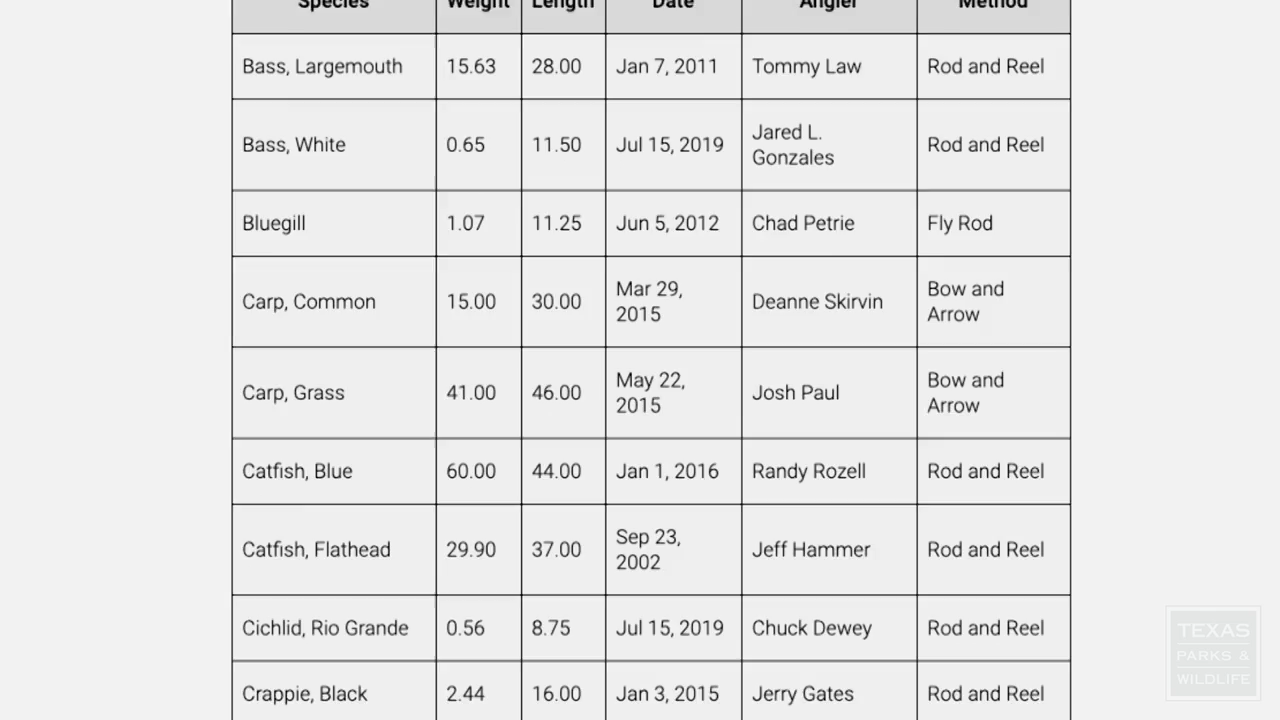 Species Weight Length Date Angler Method
Bass, Largemouth 15.63 28.00 Jan 7, 2011 Tommy Law Rod and Reel
Bass, White 0.65 11.50 Jul 15, 2019 Jared L.
Gonzales Rod and Reel
Bluegill 1.07 11.25 Jun 5, 2012 Chad Petrie Fly Rod
Carp, Common 15.00 30.00 Mar 29,
2015 Deanne Skirvin Bow and
Arrow
Carp, Grass 41.00 46.00 May 22,
2015 Josh Paul Bow and
Arrow
Catfish, Blue 60.00 44.00 Jan 1, 2016 Randy Rozell Rod and Reel
Catfish, Flathead 29.90 37.00 Sep 23,
2002 Jeff Hammer Rod and Reel
Cichlid, Rio Grande 0.56 8.75 Jul 15, 2019 Chuck Dewey Rod and Reel
Crappie, Black 2.44 16.00 Jan 3, 2015 Jerry Gates Rod and Reel
TEXAS
PARKS &
WILDLIFE